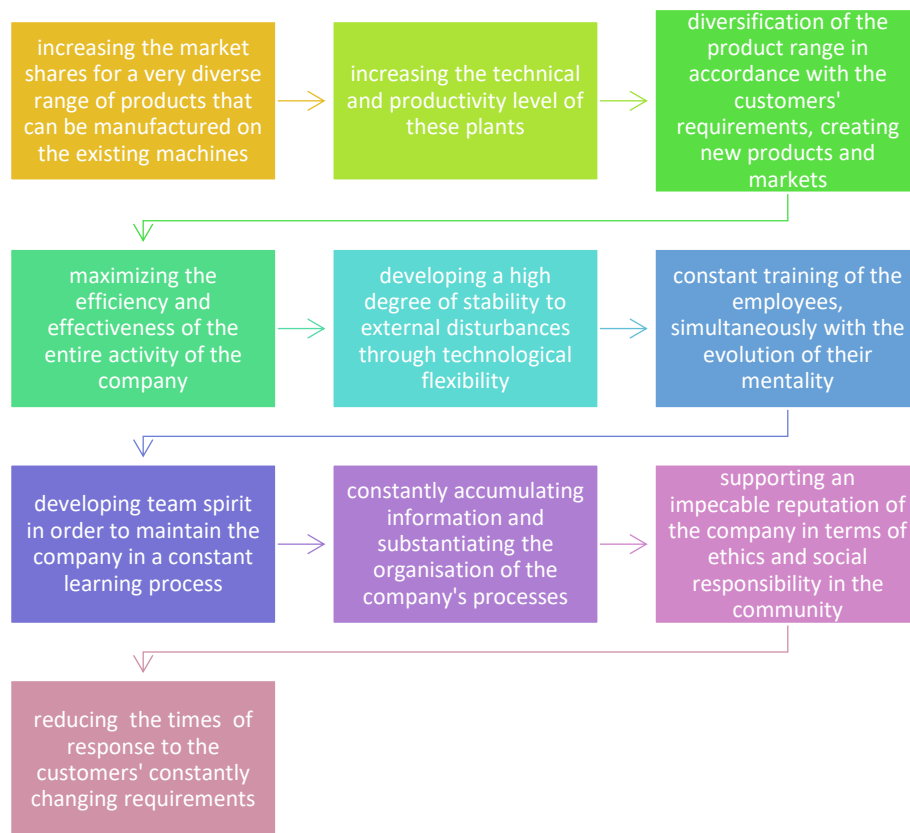 increasing the market
shares for a very diverse
range of products that
can be manufactured on
the existing machines
increasing the technical
and productivity level of
these plants
diversification of the
product range in
accordance with the
customers'
requirements, creating
new products and
markets
maximizing the
efficiency and
effectiveness of the
entire activity of the
company
developing a high
degree of stability to
external disturbances
through technological
flexibility
constant training of the
employees,
simultaneously with the
evolution of their
mentality
developing team spirit
in order to maintain the
company in a constant
learning process
constantly accumulating
information and
substantiating the
organisation of the
company's processes
supporting an
impecable reputation of
the company in terms of
ethics and social
responsibility in the
community
reducing  the times  of
response to the
customers' constantly
changing requirements